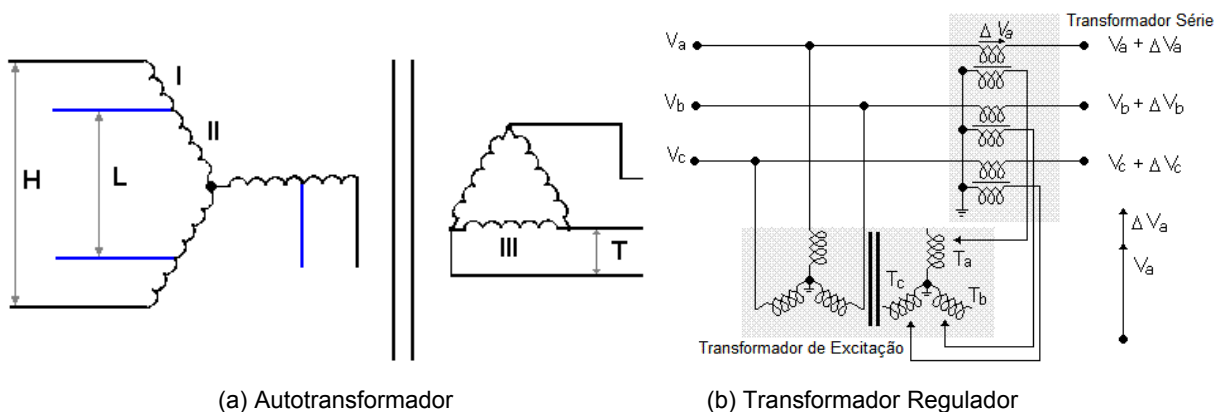 I
II
H
L
III
T
(a) Autotransformador
Transformador Série
Δ Va
Va
Va + ΔVa
Vb
Vb + ΔVb
Vc
Vc + ΔVc
ΔVa
Va
Ta
Tc
Tb
Transformador de Excitação
(b) Transformador Regulador